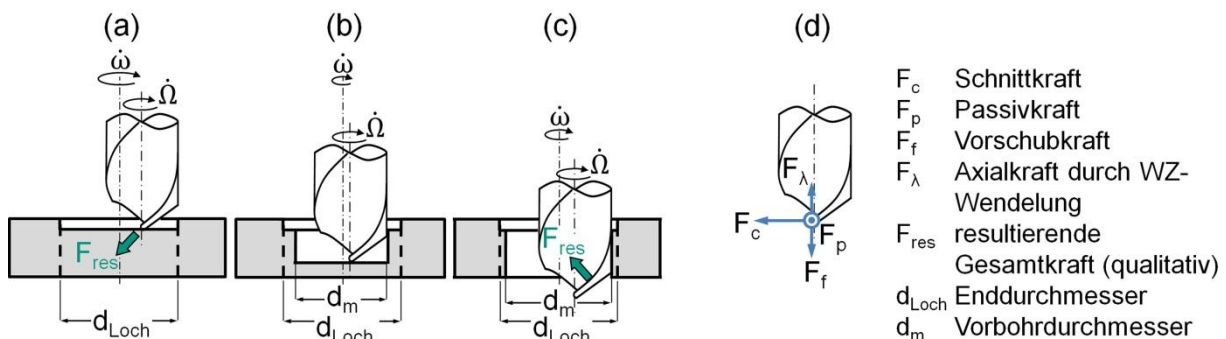 (a)
(b)
(c)
(d)
ω̇
Ω̇
F_res
d_Loch
ω̇
Ω̇
d_m
d_Loch
ω̇
Ω̇
F_res
d_m
d_Loch
F_λ
F_c
F_p
F_f
F_c Schnittkraft
F_p Passivkraft
F_f Vorschubkraft
F_λ Axialkraft durch WZ-
Wendelung
F_res resultierende
Gesamtkraft (qualitativ)
d_Loch Enddurchmesser
d_m Vorbohrdurchmesser